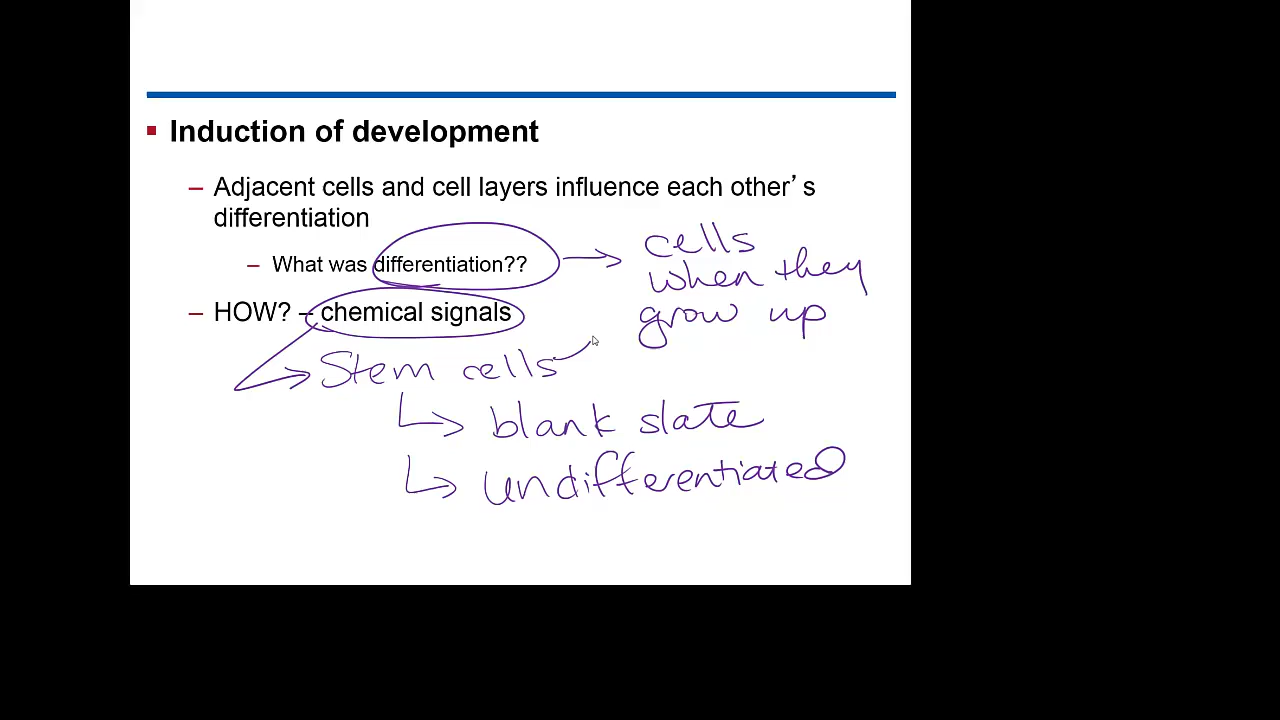 Induction of development
– Adjacent cells and cell layers influence each other’s
differentiation
– What was differentiation??
cells
when they
grow up
– HOW? – chemical signals
Stem cells
blank slate
undifferentiated